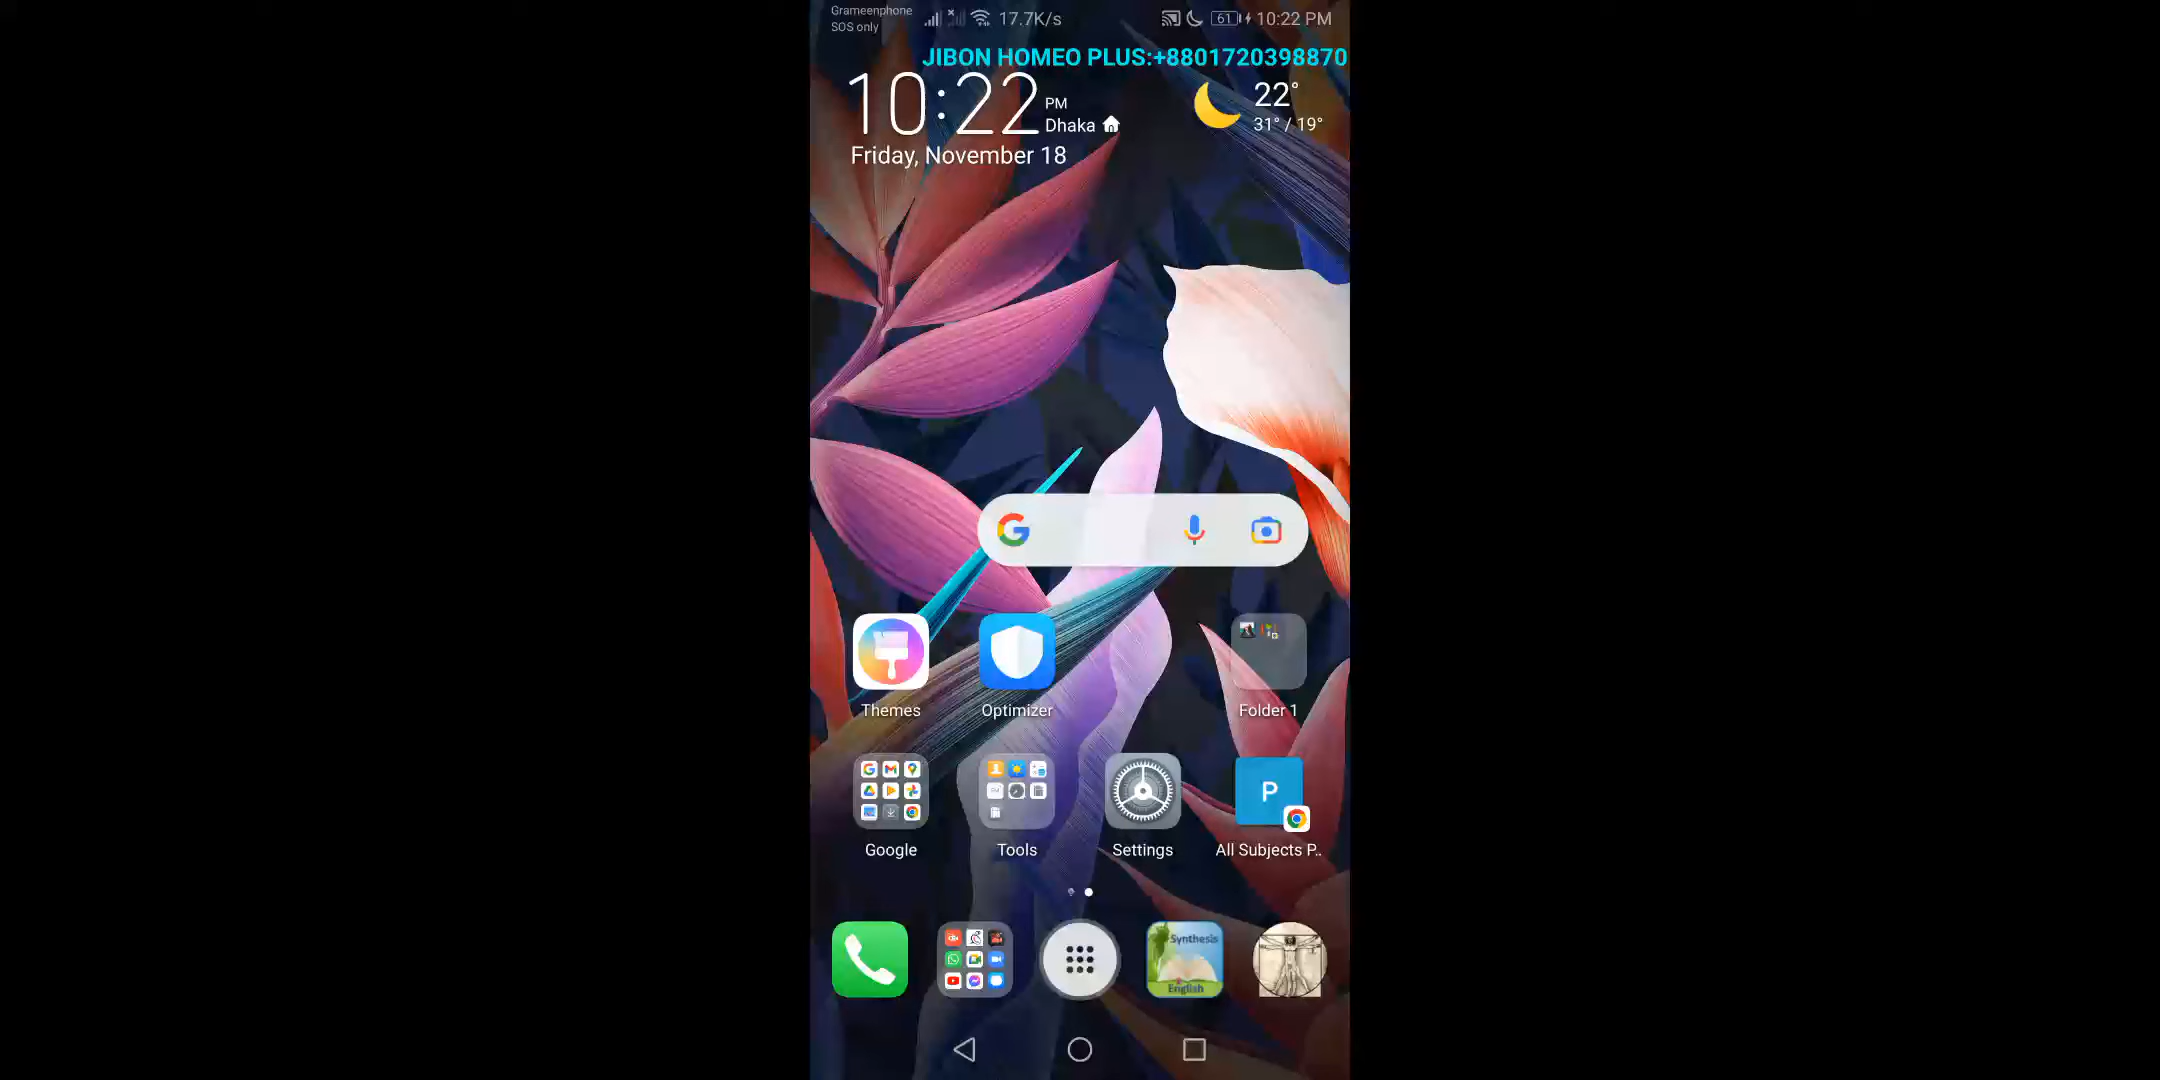 Grameenphone
SOS only
17.7K/s
61
10:22 PM
JIBON HOMEO PLUS:+8801720398870
10:22 PM
Dhaka
22°
31° / 19°
Friday, November 18
Themes
Optimizer
Folder 1
P
Google
Tools
Settings
All Subjects P..
Synthesis
English